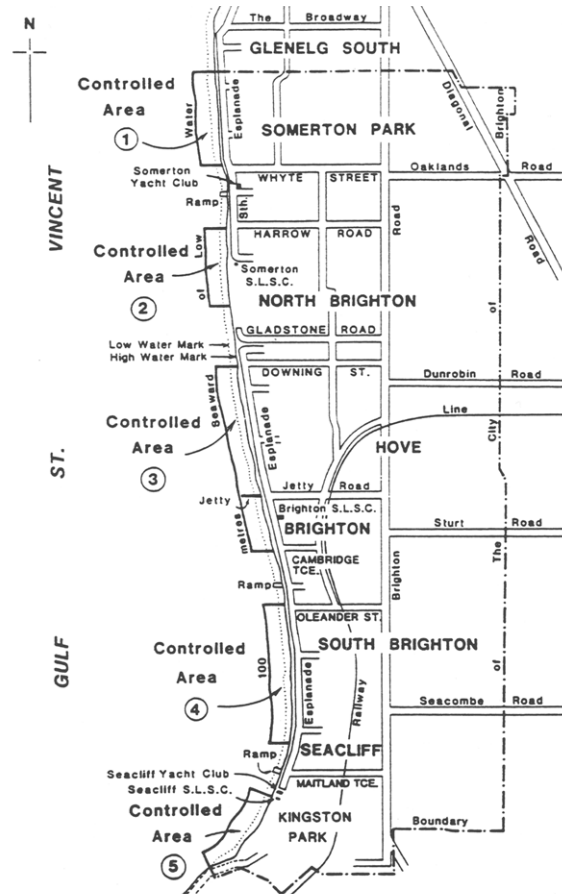 N
The Broadway
GLENELG SOUTH
Controlled
Area
1
Water
Esplanade
SOMERTON PARK
Diagonal
Road
Brighton
Oaklands Road
Somerton
Yacht Club
WHYTE STREET
Ramp
Sth.
HARROW ROAD
Road
VINCENT
Controlled
Area
2
Low
of
Somerton
S.L.S.C.
NORTH BRIGHTON
of
GLADSTONE ROAD
Low Water Mark
High Water Mark
DOWNING ST.
Dunrobin Road
Line
Seaward
Controlled
Area
3
Esplanade
HOVE
City
ST.
Jetty Road
Jetty
metres
Brighton S.L.S.C.
BRIGHTON
Sturt Road
The
CAMBRIDGE
TCE.
Brighton
Ramp
OLEANDER ST.
SOUTH BRIGHTON
Controlled
Area
4
100
GULF
Esplanade
Railway
of
Seacombe Road
SEACLIFF
Ramp
Seacliff Yacht Club
Seacliff S.L.S.C.
MAITLAND TCE.
Controlled
Area
5
KINGSTON
PARK
Boundary